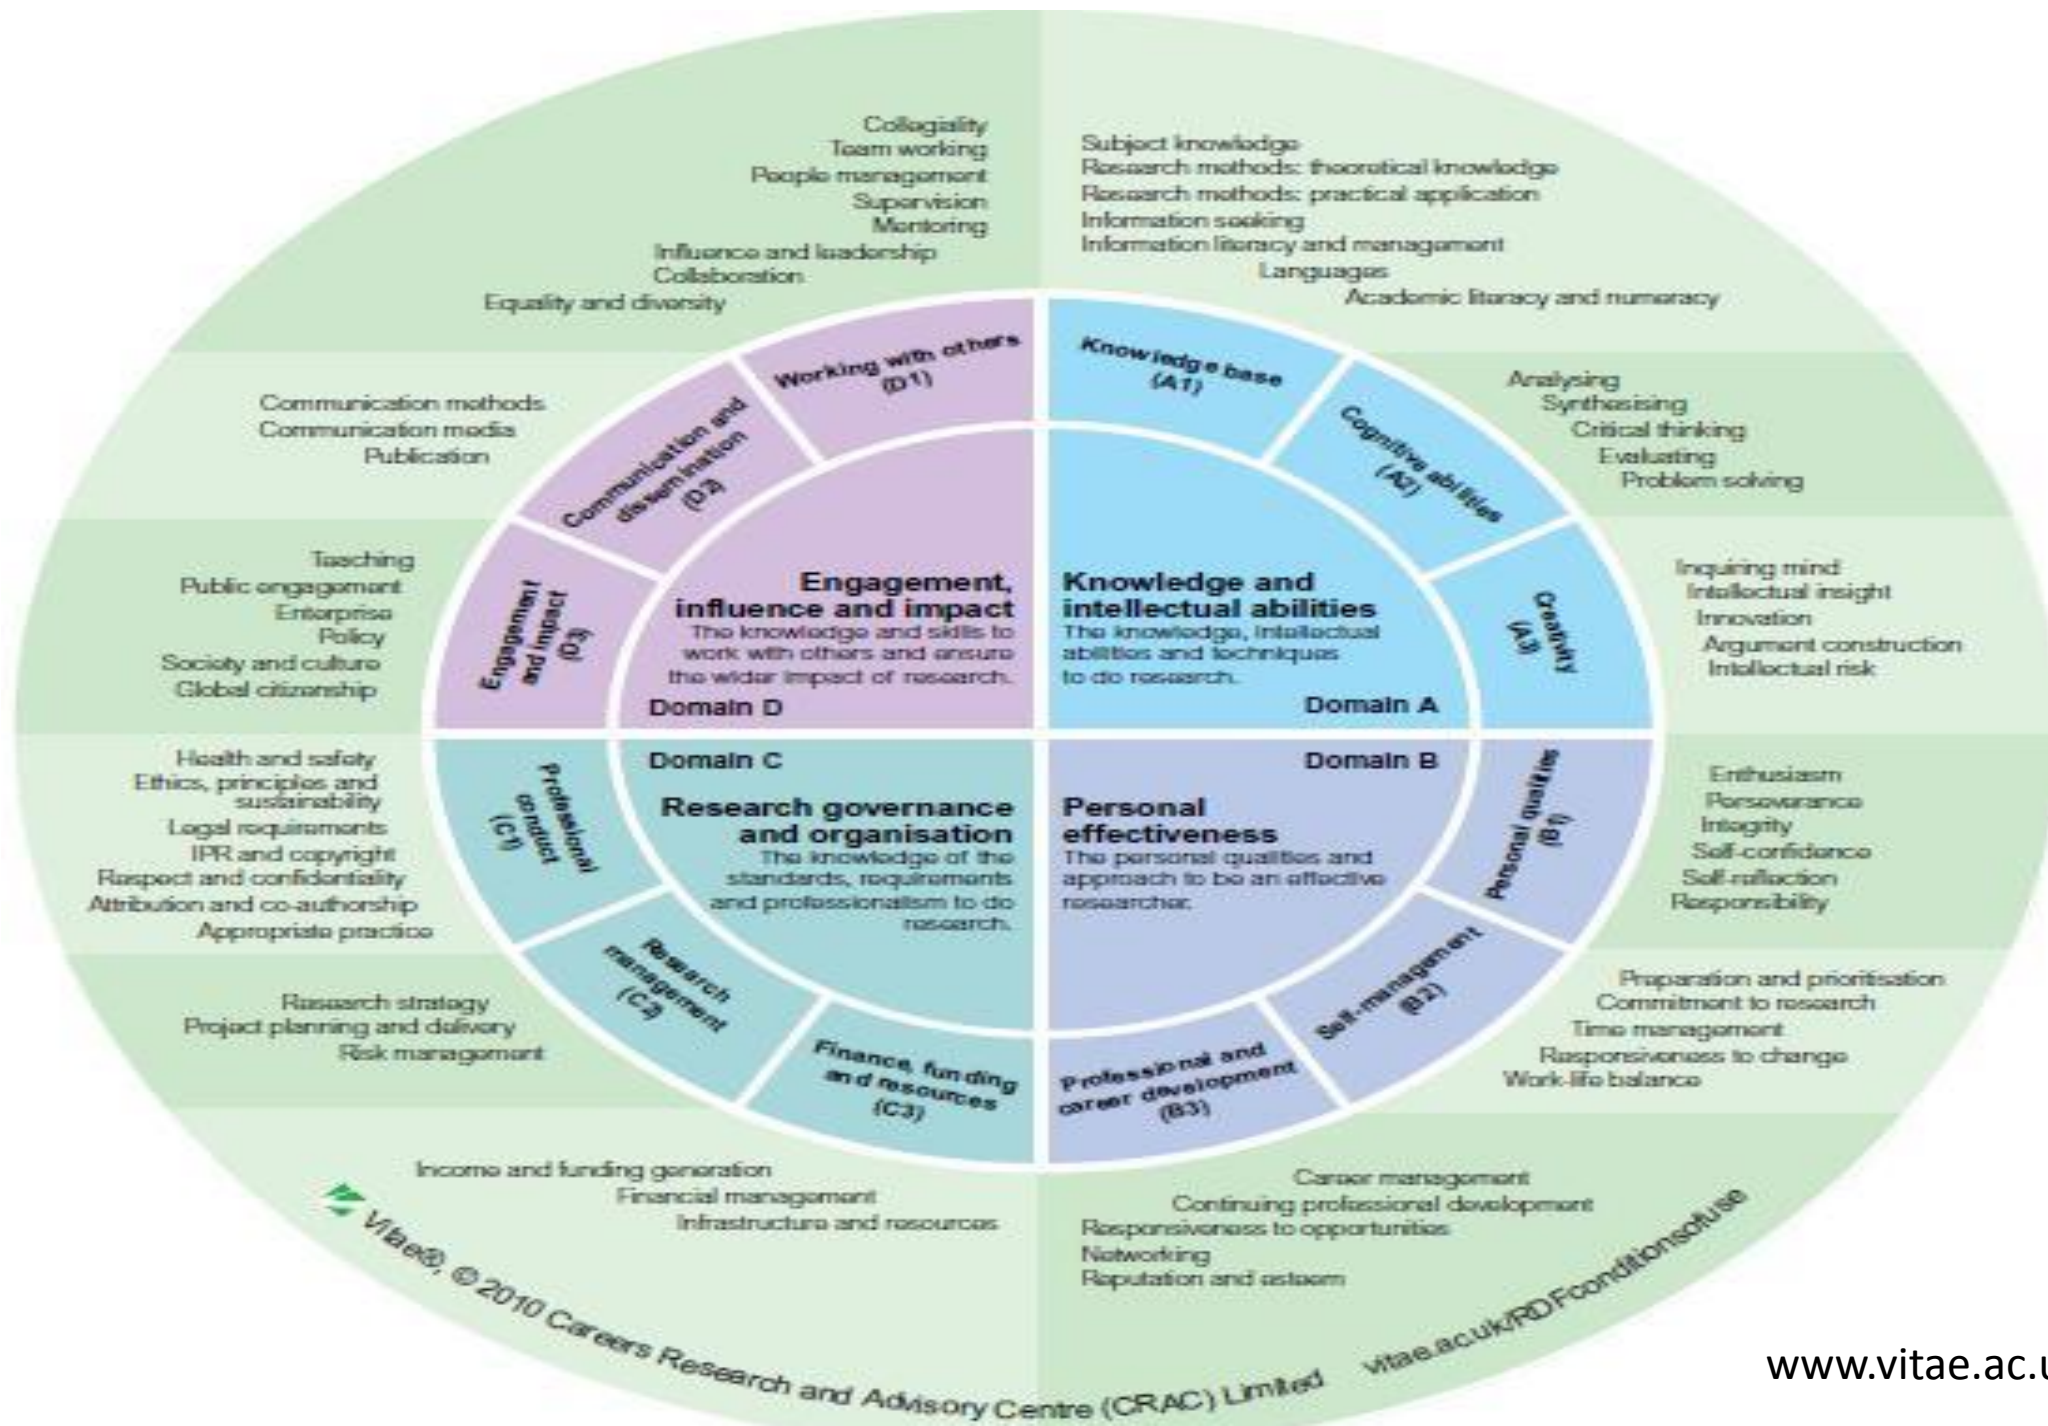 Collegiality
Team working
People management
Supervision
Mentoring
Influence and leadership
Collaboration
Equality and diversity
Subject knowledge
Research methods: theoretical knowledge
Research methods: practical application
Information seeking
Information literacy and management
Languages
Academic literacy and numeracy
Working with others
(D1)
Knowledge base
(A1)
Communication methods
Communication media
Publication
Communication and
dissemination
(D2)
Cognitive abilities
(A2)
Analysing
Synthesising
Critical thinking
Evaluating
Problem solving
Teaching
Public engagement
Enterprise
Policy
Society and culture
Global citizenship
Engagement
and impact
(D3)
Engagement,
influence and impact
The knowledge and skills to
work with others and ensure
the wider impact of research.
Domain D
Knowledge and
intellectual abilities
The knowledge, intellectual
abilities and techniques
to do research.
Domain A
Creativity
(A3)
Inquiring mind
Intellectual insight
Innovation
Argument construction
Intellectual risk
Health and safety
Ethics, principles and
sustainability
Legal requirements
IPR and copyright
Respect and confidentiality
Attribution and co-authorship
Appropriate practice
Professional
conduct
(C1)
Domain C
Research governance
and organisation
The knowledge of the
standards, requirements
and professionalism to do
research.
Domain B
Personal
effectiveness
The personal qualities and
approach to be an effective
researcher.
Personal qualities
(B1)
Enthusiasm
Perseverance
Integrity
Self-confidence
Self-reflection
Responsibility
Research strategy
Project planning and delivery
Risk management
Research
management
(C2)
Self-management
(B2)
Preparation and prioritisation
Commitment to research
Time management
Responsiveness to change
Work-life balance
Finance, funding
and resources
(C3)
Professional and
career development
(B3)
Income and funding generation
Financial management
Infrastructure and resources
Career management
Continuing professional development
Responsiveness to opportunities
Networking
Reputation and esteem
Vitae®, © 2010 Careers Research and Advisory Centre (CRAC) Limited vitae.ac.uk/RDFconditionsofuse
www.vitae.ac.u